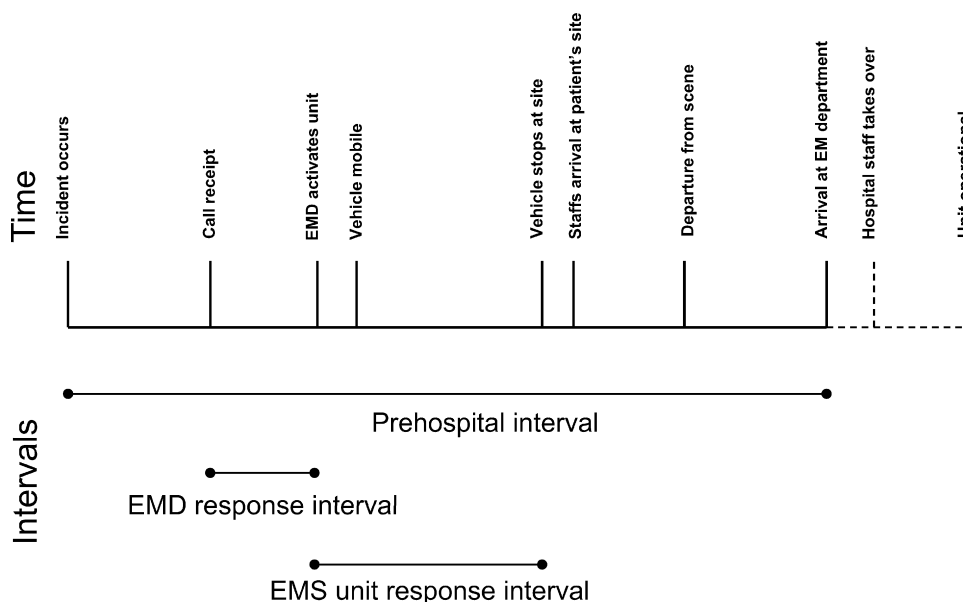 Time
Incident occurs
Call receipt
EMD activates unit
Vehicle mobile
Vehicle stops at site
Staffs arrival at patient's site
Departure from scene
Arrival at EM department
Hospital staff takes over
Unit operational
Intervals
Prehospital interval
EMD response interval
EMS unit response interval